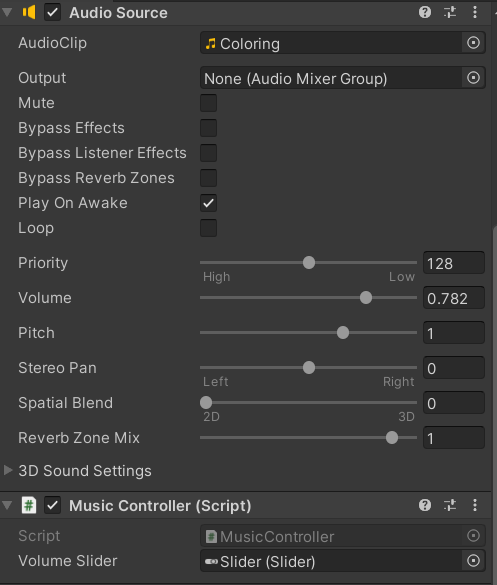 Audio Source
AudioClip Coloring
Output None (Audio Mixer Group)
Mute
Bypass Effects
Bypass Listener Effects
Bypass Reverb Zones
Play On Awake
Loop
Priority 128
High Low
Volume 0.782
Pitch 1
Stereo Pan 0
Left Right
Spatial Blend 0
2D 3D
Reverb Zone Mix 1
3D Sound Settings
# Music Controller (Script)
Script MusicController
Volume Slider Slider (Slider)